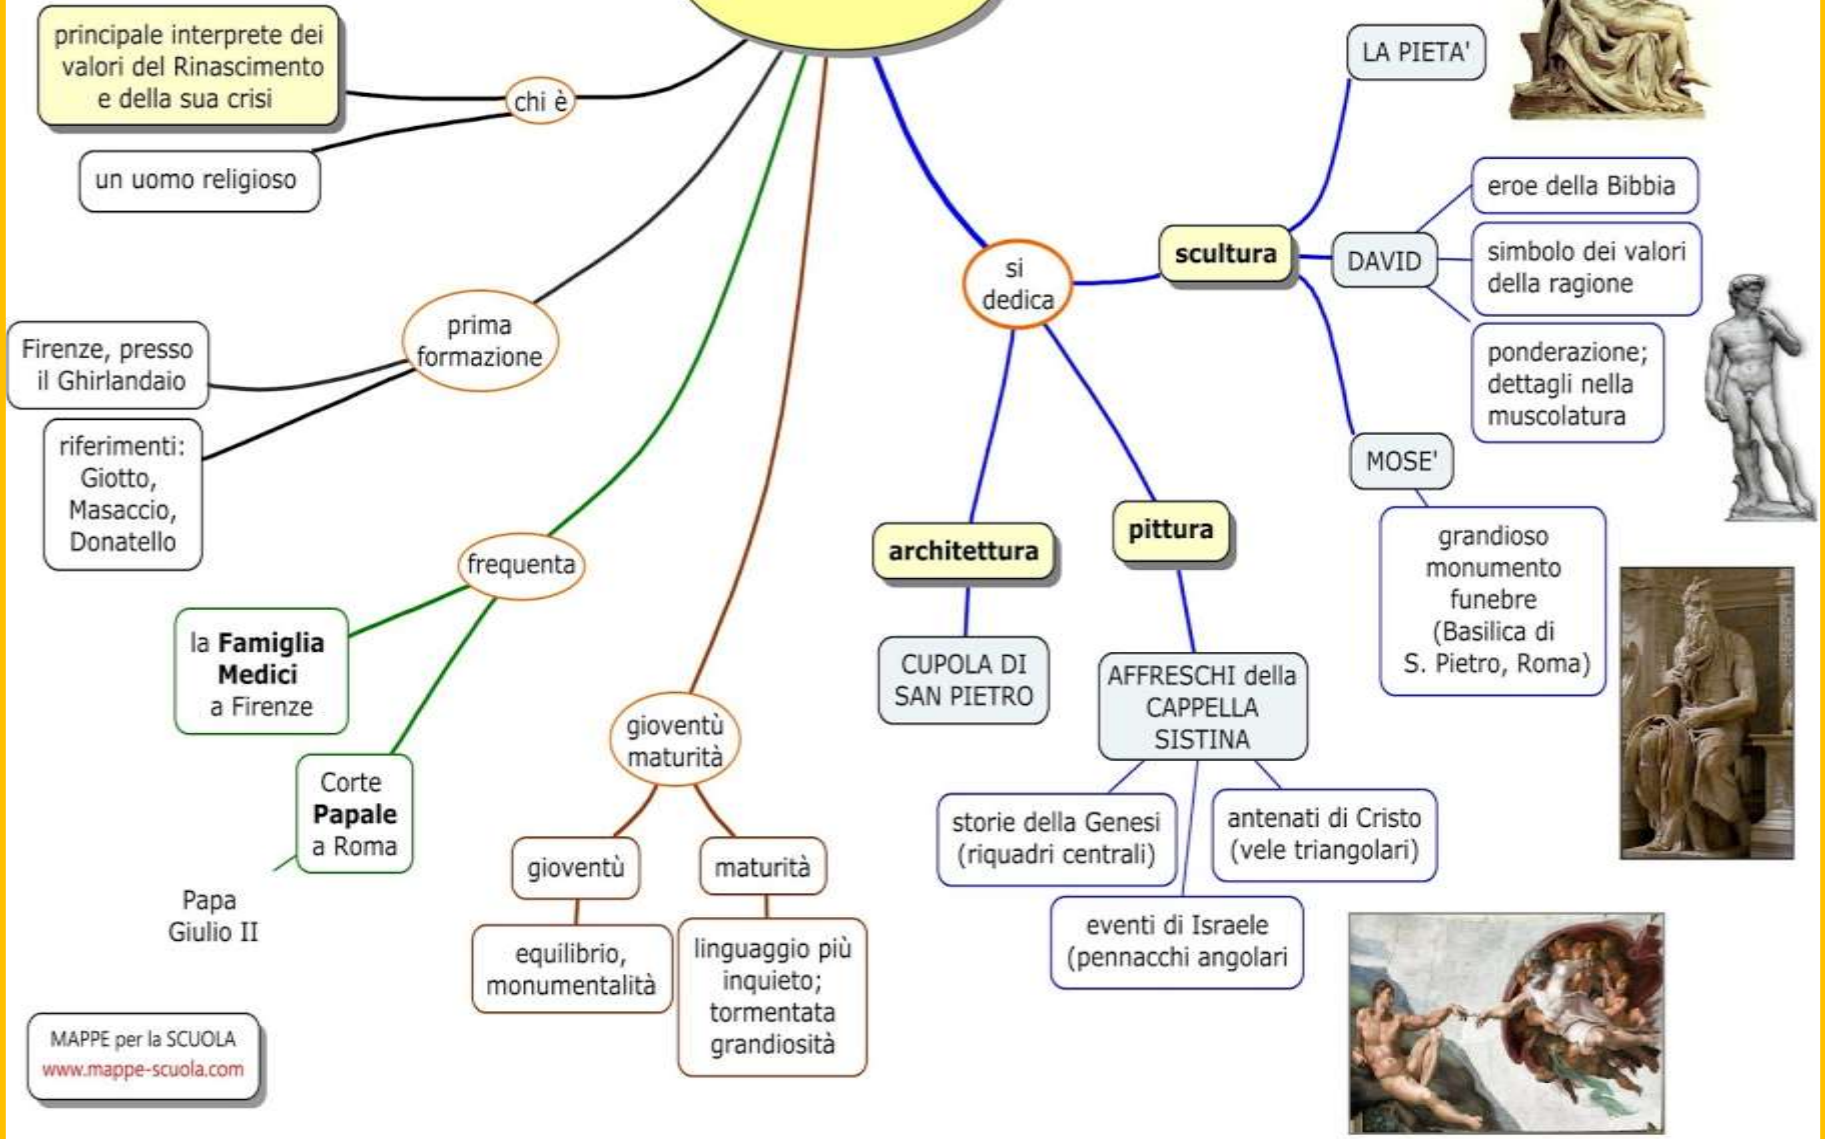 principale interprete dei
valori del Rinascimento
e della sua crisi
chi è
un uomo religioso
prima
formazione
Firenze, presso
il Ghirlandaio
riferimenti:
Giotto,
Masaccio,
Donatello
frequenta
la Famiglia
Medici
a Firenze
Corte
Papale
a Roma
Papa
Giulio II
gioventù
maturità
gioventù
equilibrio,
monumentalità
maturità
linguaggio più
inquieto;
tormentata
grandiosità
si
dedica
scultura
LA PIETA'
DAVID
eroe della Bibbia
simbolo dei valori
della ragione
ponderazione;
dettagli nella
muscolatura
MOSE'
grandioso
monumento
funebre
(Basilica di
S. Pietro, Roma)
architettura
CUPOLA DI
SAN PIETRO
pittura
AFFRESCHI della
CAPPELLA
SISTINA
storie della Genesi
(riquadri centrali)
eventi di Israele
(pennacchi angolari
antenati di Cristo
(vele triangolari)
MAPPE per la SCUOLA
www.mappe-scuola.com